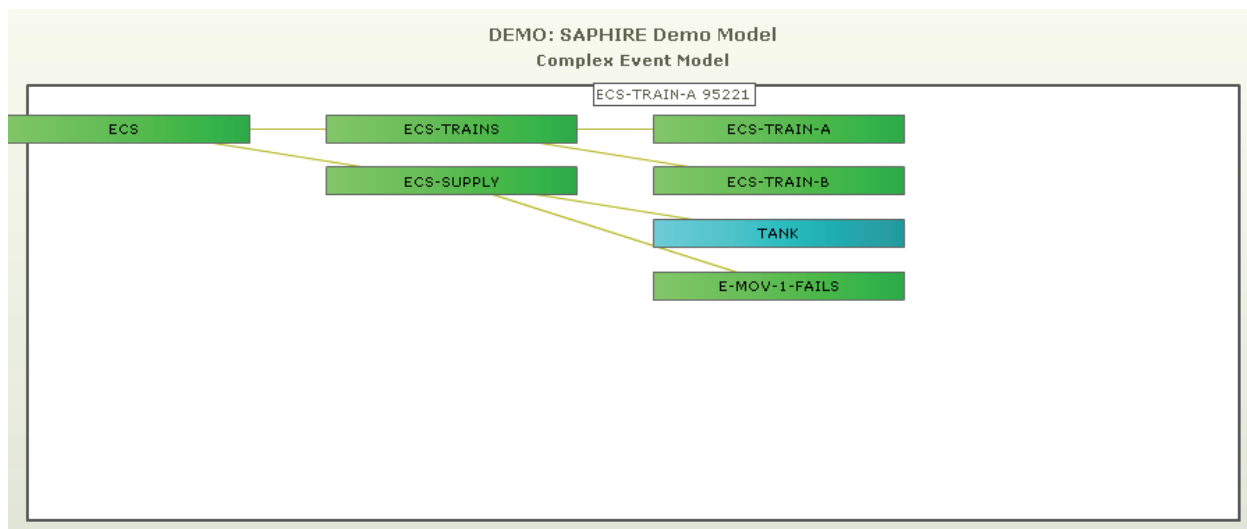 DEMO: SAPHIRE Demo Model
Complex Event Model
ECS-TRAIN-A 95221
ECS
ECS-TRAINS
ECS-TRAIN-A
ECS-SUPPLY
ECS-TRAIN-B
TANK
E-MOV-1-FAILS